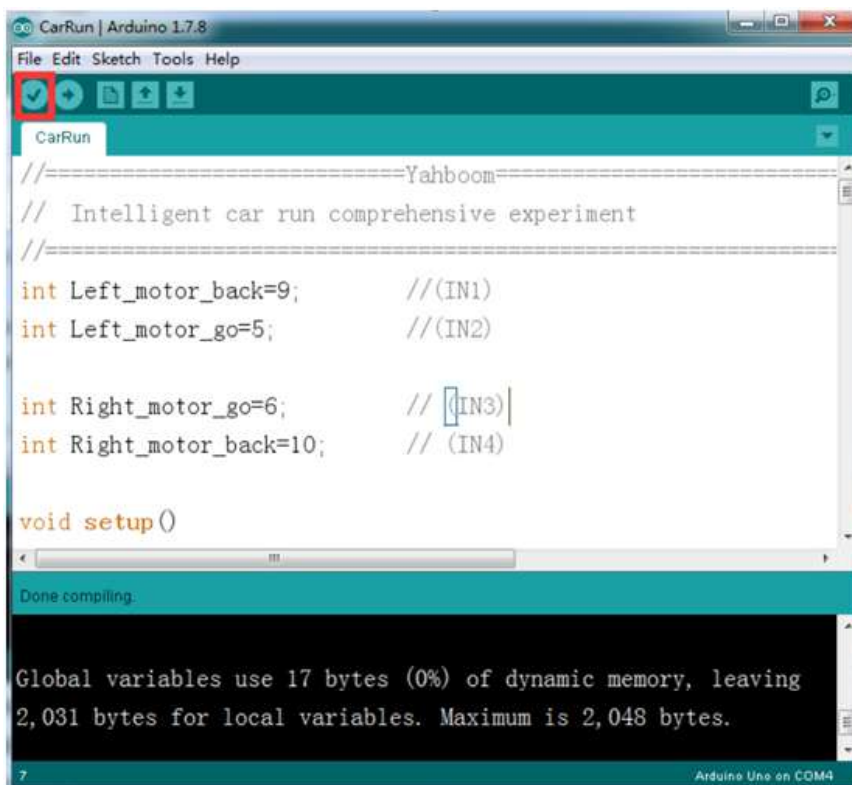 CarRun | Arduino 1.7.8
File Edit Sketch Tools Help
CarRun
//============================Yahboom===========================
//  Intelligent car run comprehensive experiment
//===============================================================
int Left_motor_back=9;        //(IN1)
int Left_motor_go=5;          //(IN2)
int Right_motor_go=6;         // (IN3)
int Right_motor_back=10;      // (IN4)
void setup()
Done compiling.
Global variables use 17 bytes (0%) of dynamic memory, leaving
2,031 bytes for local variables. Maximum is 2,048 bytes.
7
Arduino Uno on COM4